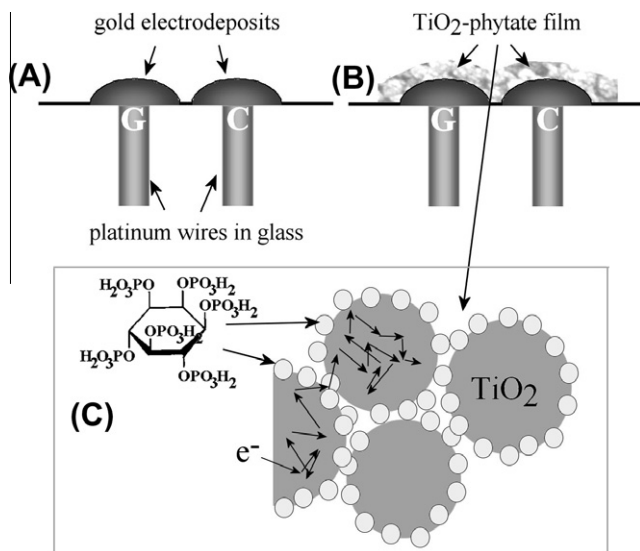 gold electrodeposits
TiO2-phytate film
(A)
(B)
G
C
G
C
platinum wires in glass
OPO3H2
H2O3PO
OPO3H2
H2O3PO
OPO3H2
OPO3H2
(C)
e-
TiO2